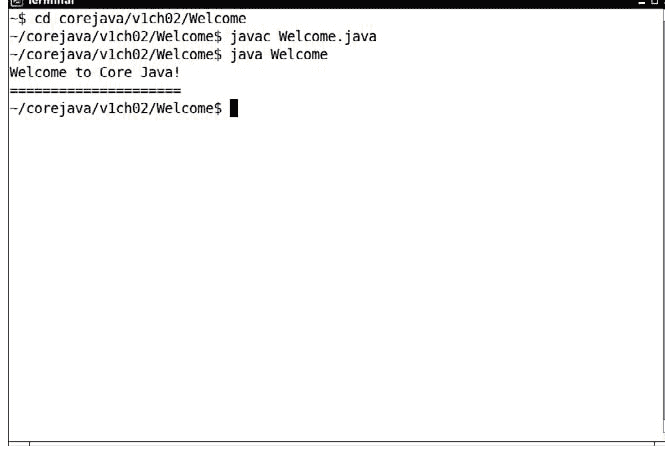 Terminal
~$ cd corejava/v1ch02/Welcome
~/corejava/v1ch02/Welcome$ javac Welcome.java
~/corejava/v1ch02/Welcome$ java Welcome
Welcome to Core Java!
=====================
~/corejava/v1ch02/Welcome$